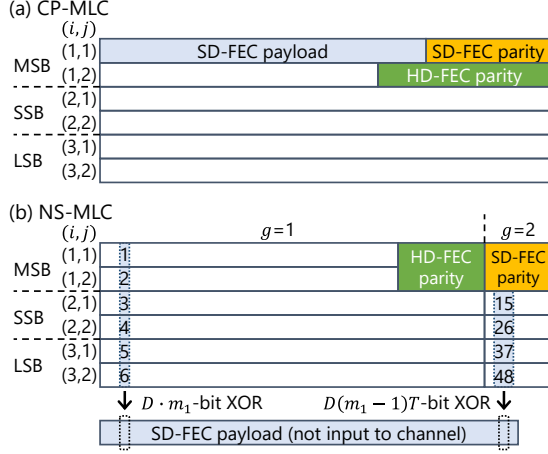 (a) CP-MLC
(i, j)
MSB
(1,1) SD-FEC payload SD-FEC parity
(1,2) HD-FEC parity
SSB
(2,1)
(2,2)
LSB
(3,1)
(3,2)
(b) NS-MLC
(i, j) g=1 g=2
MSB
(1,1) 1 HD-FEC parity SD-FEC parity
(1,2) 2
SSB
(2,1) 3 15
(2,2) 4 26
LSB
(3,1) 5 37
(3,2) 6 48
D · m₁-bit XOR D(m₁ − 1)T-bit XOR
SD-FEC payload (not input to channel)